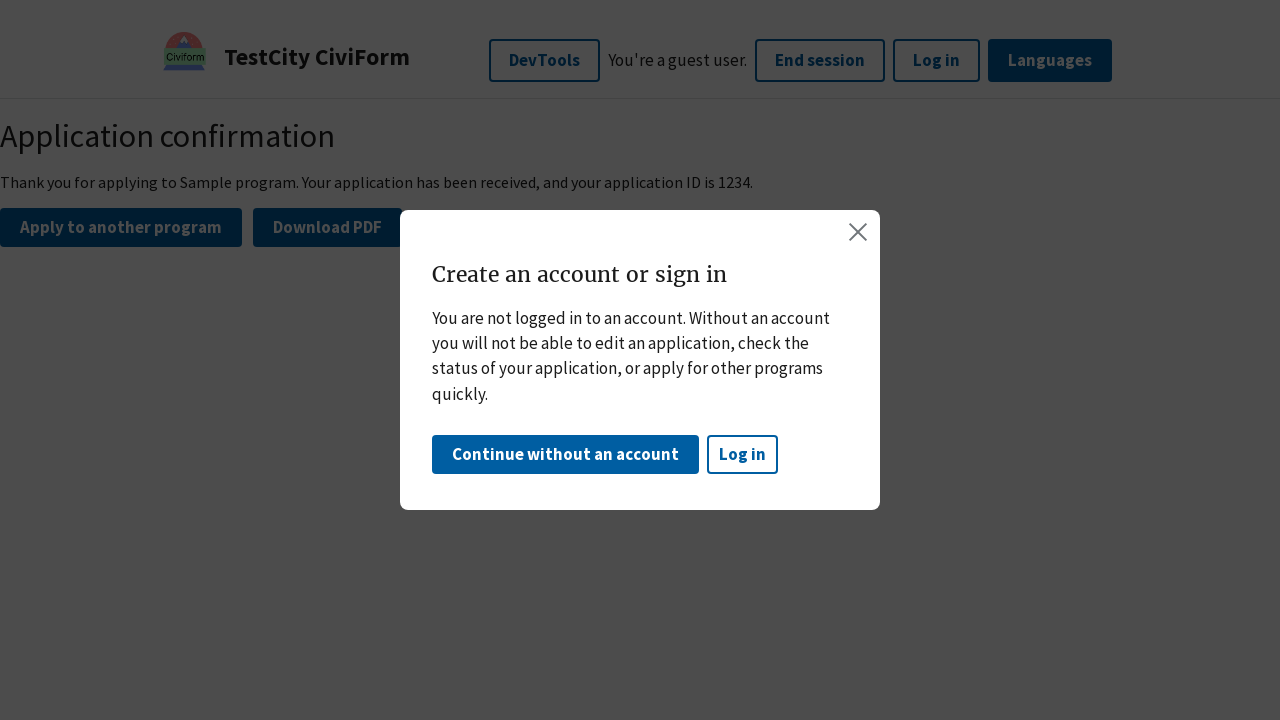 Civiform
TestCity CiviForm
DevTools
You're a guest user.
End session
Log in
Languages
Application confirmation
Thank you for applying to Sample program. Your application has been received, and your application ID is 1234.
Apply to another program
Download PDF
Create an account or sign in
You are not logged in to an account. Without an account
you will not be able to edit an application, check the
status of your application, or apply for other programs
quickly.
Continue without an account
Log in